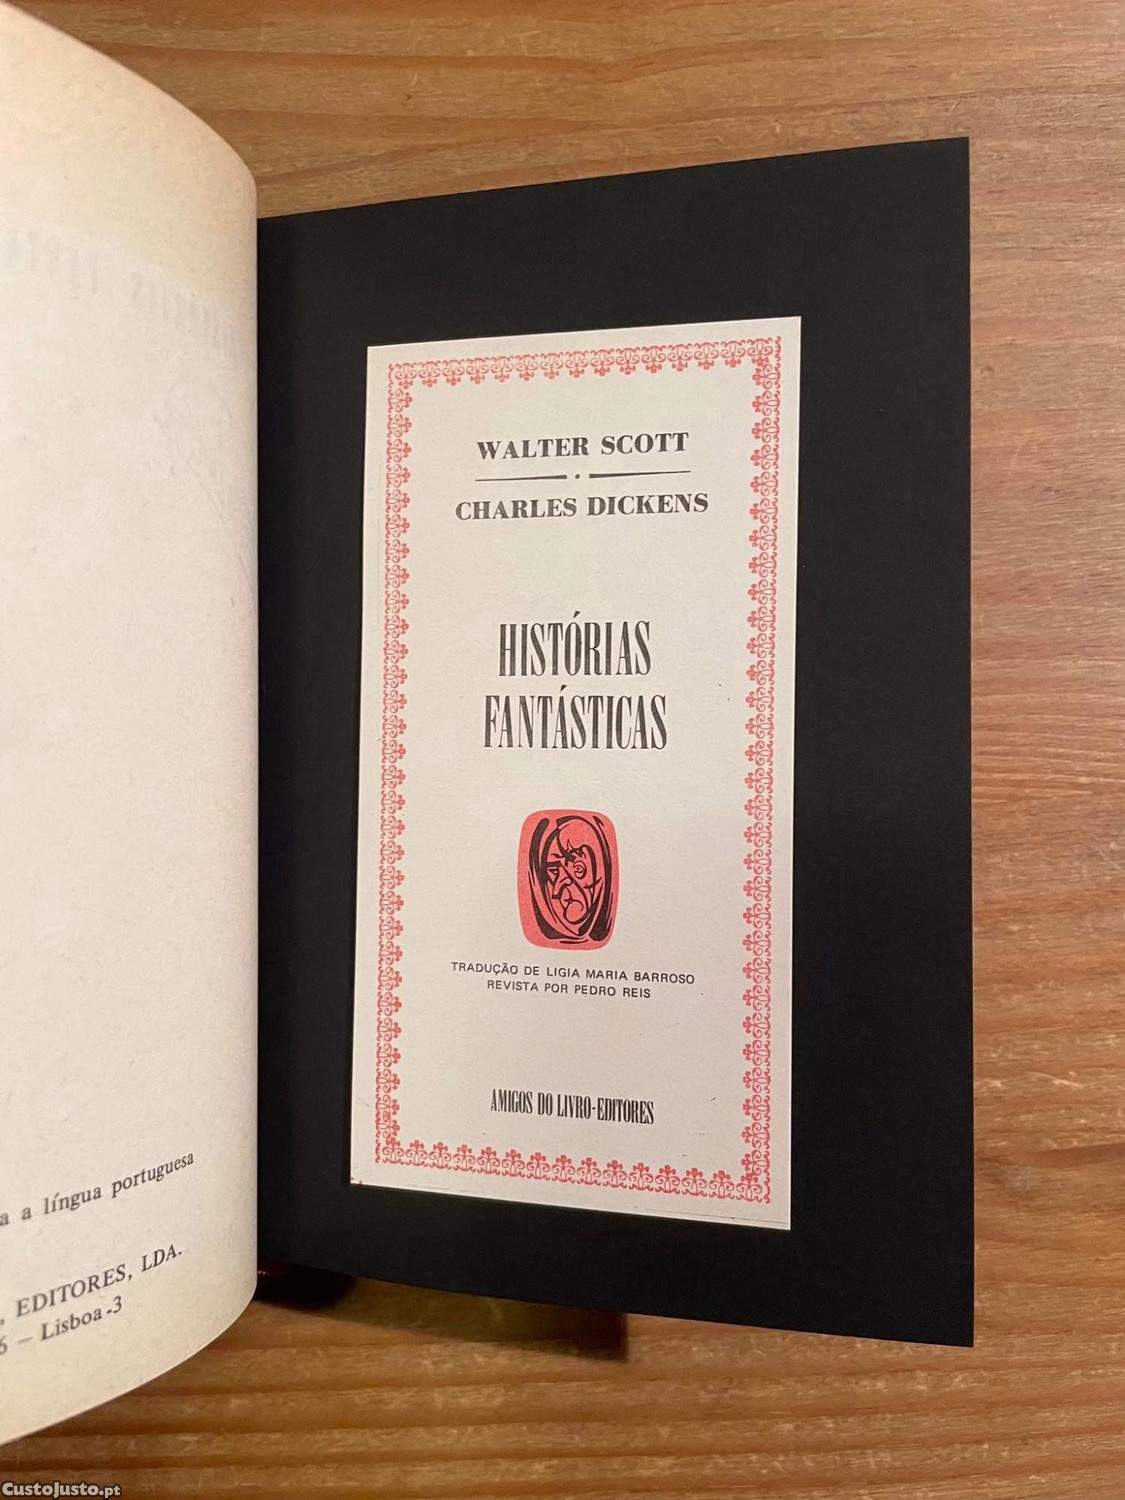 a a língua portuguesa
, EDITORES, LDA.
6 – Lisboa-3
WALTER SCOTT
CHARLES DICKENS
HISTÓRIAS
FANTÁSTICAS
TRADUÇÃO DE LIGIA MARIA BARROSO
REVISTA POR PEDRO REIS
AMIGOS DO LIVRO-EDITORES
CustoJusto.pt